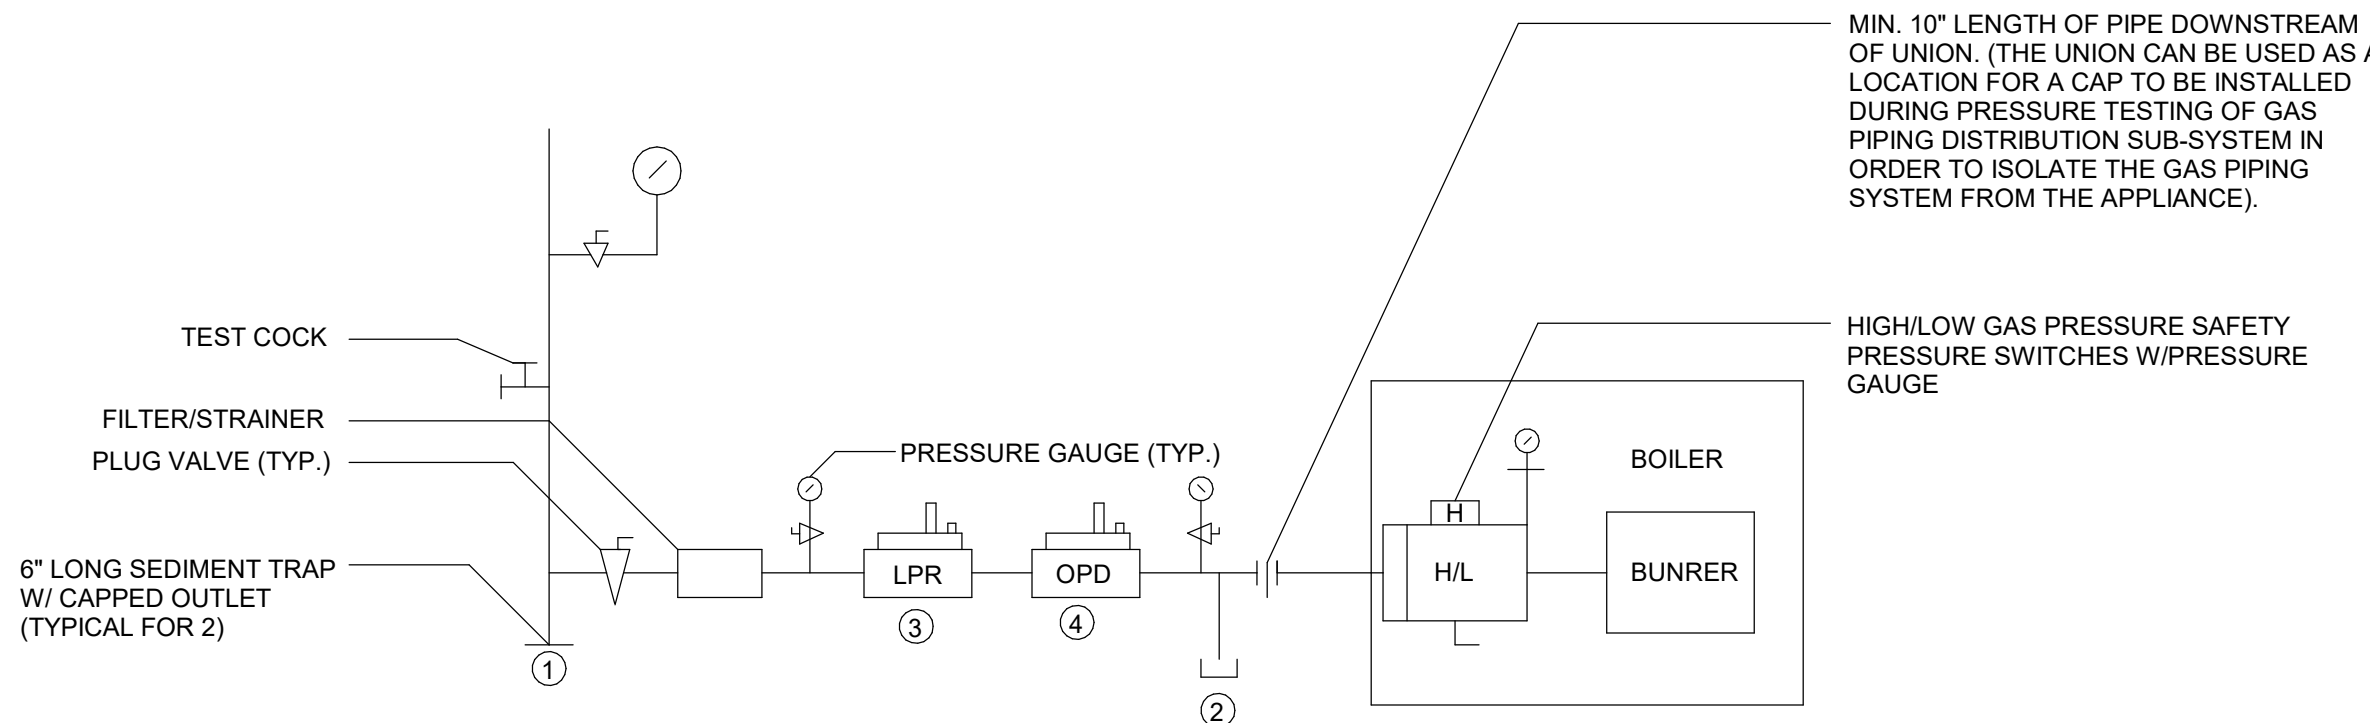 MIN. 10" LENGTH OF PIPE DOWNSTREAM
OF UNION. (THE UNION CAN BE USED AS A
LOCATION FOR A CAP TO BE INSTALLED
DURING PRESSURE TESTING OF GAS
PIPING DISTRIBUTION SUB-SYSTEM IN
ORDER TO ISOLATE THE GAS PIPING
SYSTEM FROM THE APPLIANCE).
TEST COCK
HIGH/LOW GAS PRESSURE SAFETY
PRESSURE SWITCHES W/PRESSURE
GAUGE
FILTER/STRAINER
PLUG VALVE (TYP.)
PRESSURE GAUGE (TYP.)
BOILER
H
6" LONG SEDIMENT TRAP
W/ CAPPED OUTLET
(TYPICAL FOR 2)
LPR
OPD
H/L
BUNRER
3
4
1
2